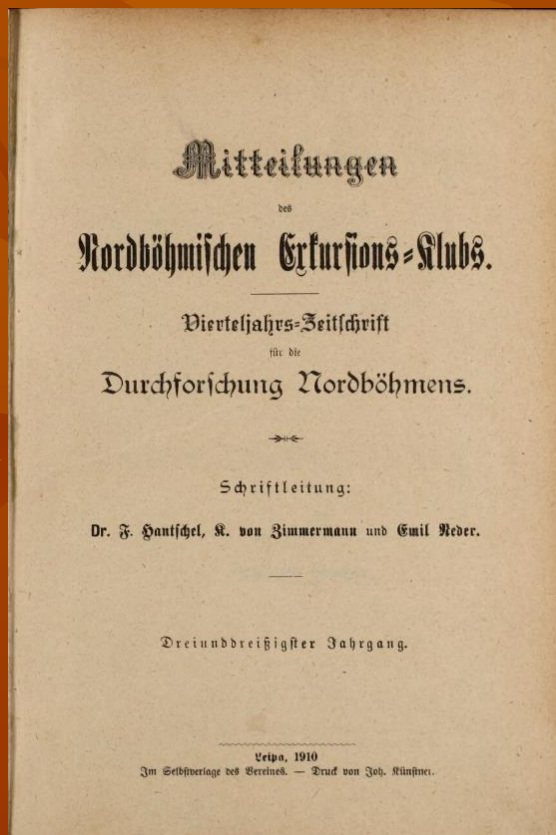 Mitteilungen
des
Nordböhmischen Exkursions-Klubs.
Vierteljahrs-Zeitschrift
für die
Durchforschung Nordböhmens.
Schriftleitung:
Dr. F. Hantschel, K. von Zimmermann und Emil Neder.
Dreiunddreißigster Jahrgang.
Leipa, 1910
Im Selbstverlage des Vereines. — Druck von Joh. Künstner.